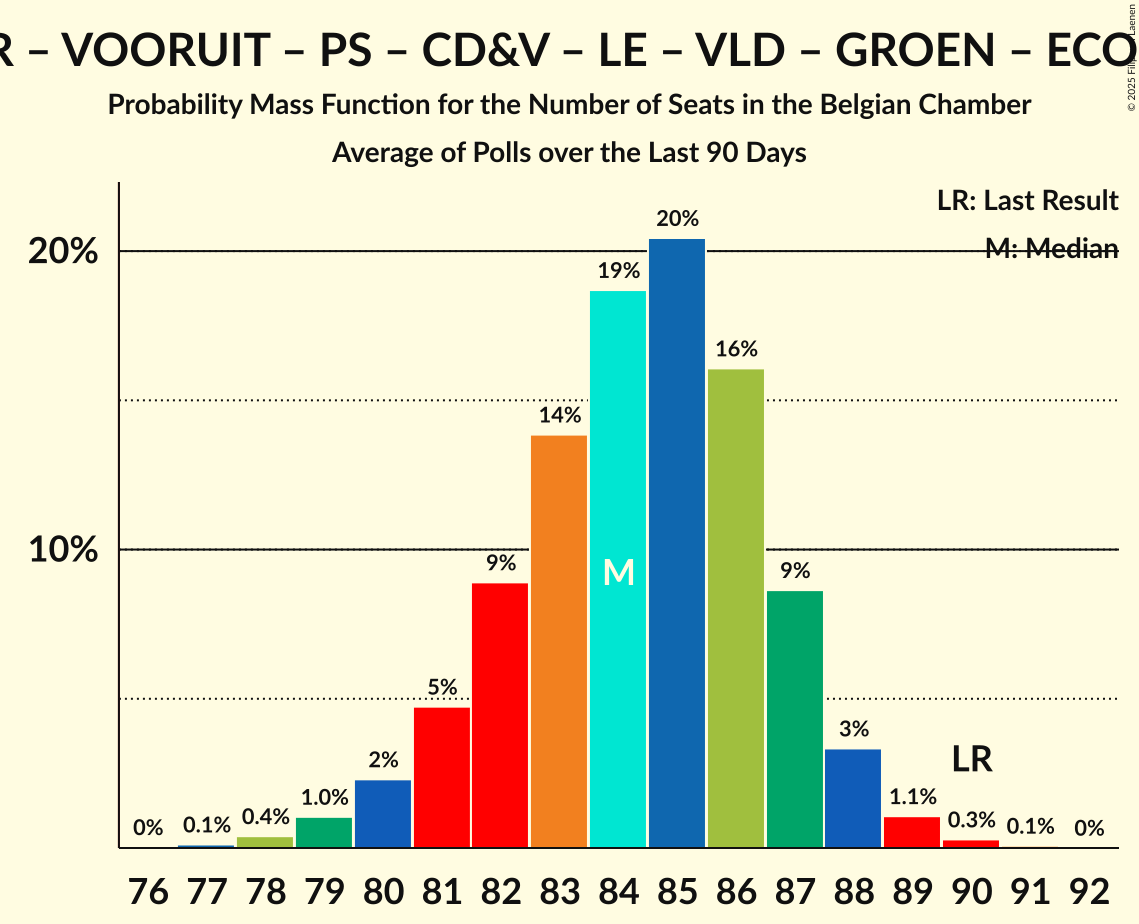 R – VOORUIT – PS – CD&V – LE – VLD – GROEN – ECO
Probability Mass Function for the Number of Seats in the Belgian Chamber
Average of Polls over the Last 90 Days
LR: Last Result
M: Median
20%
10%
0%
0.1%
0.4%
1.0%
2%
5%
9%
14%
19%
20%
16%
9%
3%
1.1%
0.3%
0.1%
0%
M
LR
76 77 78 79 80 81 82 83 84 85 86 87 88 89 90 91 92